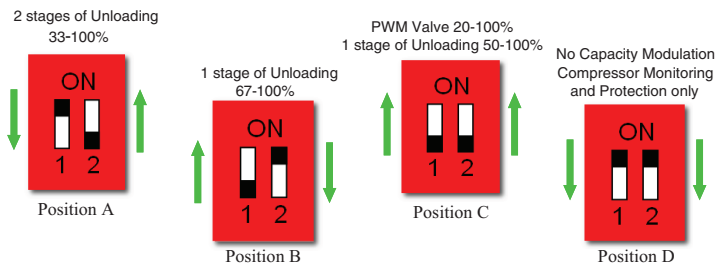 2 stages of Unloading
33-100%
ON
1 2
Position A
1 stage of Unloading
67-100%
ON
1 2
Position B
PWM Valve 20-100%
1 stage of Unloading 50-100%
ON
1 2
Position C
No Capacity Modulation
Compressor Monitoring
and Protection only
ON
1 2
Position D